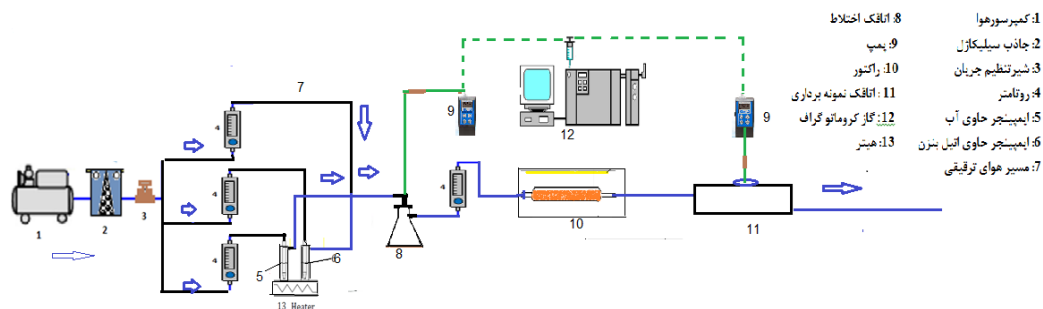 1: کمپرسورهوا
2: جاذب سیلیکاژل
3: شیرتنظیم جریان
4: روتامتر
5: ایمپینجر حاوی آب
6: ایمپینجر حاوی اتیل بنزن
7: مسیر هوای ترقیقی
8: اتاقک اختلاط
9: پمپ
10: راکتور
11: اتاقک نمونه برداری
12: گاز کروماتو گراف
13: هیتر
7
4
9
12
9
4
4
4
1
2
3
5
6
8
10
11
13 Heater